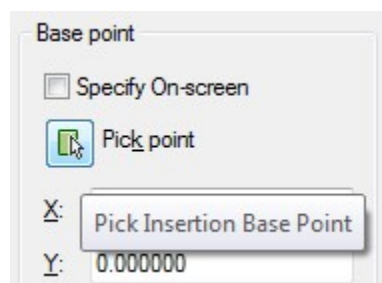 Base point
Specify On-screen
Pick point
X:
Pick Insertion Base Point
Y: 0.000000